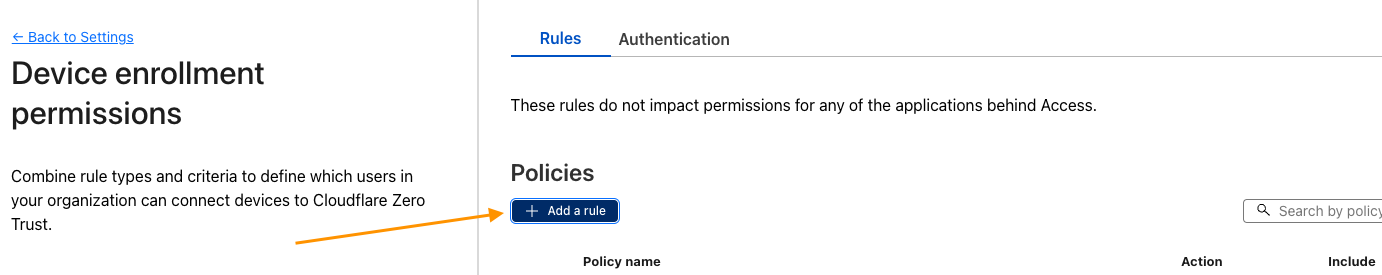 ← Back to Settings
Device enrollment
permissions
Combine rule types and criteria to define which users in
your organization can connect devices to Cloudflare Zero
Trust.
Rules Authentication
These rules do not impact permissions for any of the applications behind Access.
Policies
+ Add a rule
Search by policy
Policy name Action Include